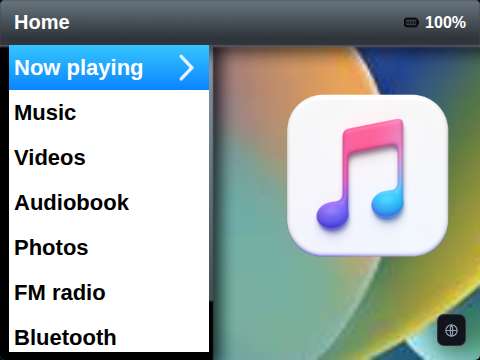 Home
100%
Now playing
Music
Videos
Audiobook
Photos
FM radio
Bluetooth